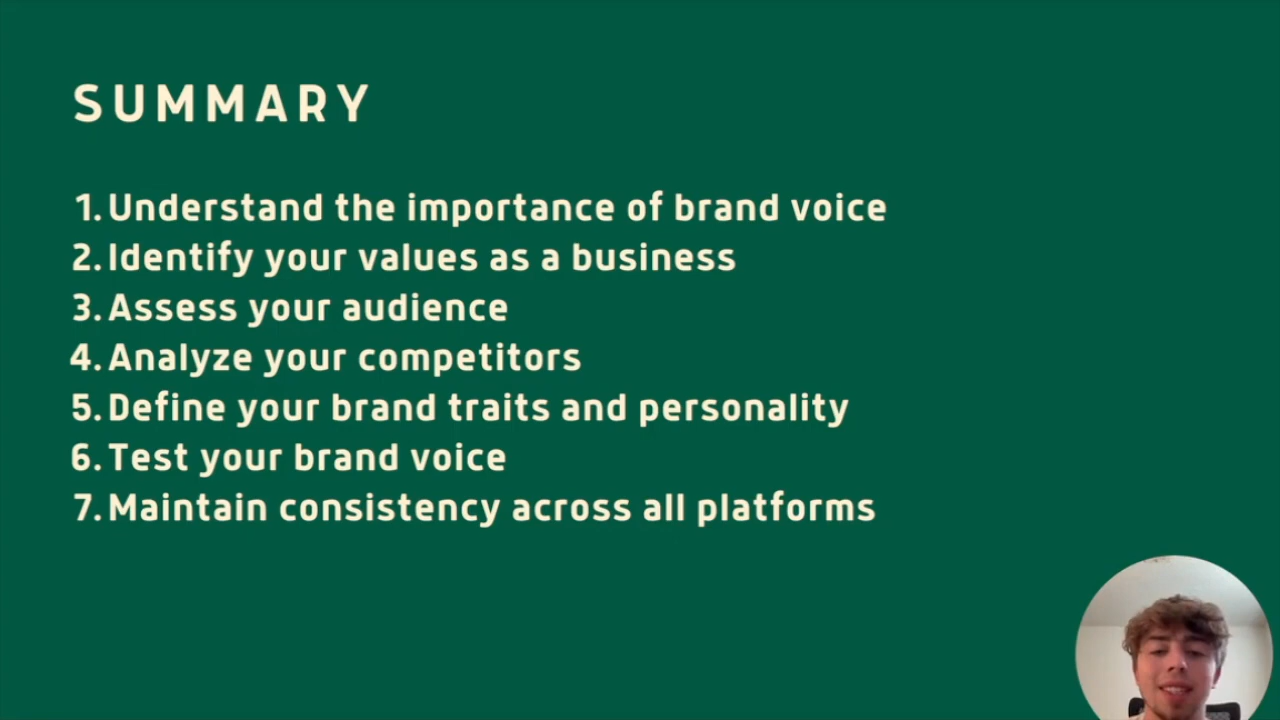 SUMMARY
1. Understand the importance of brand voice
2. Identify your values as a business
3. Assess your audience
4. Analyze your competitors
5. Define your brand traits and personality
6. Test your brand voice
7. Maintain consistency across all platforms